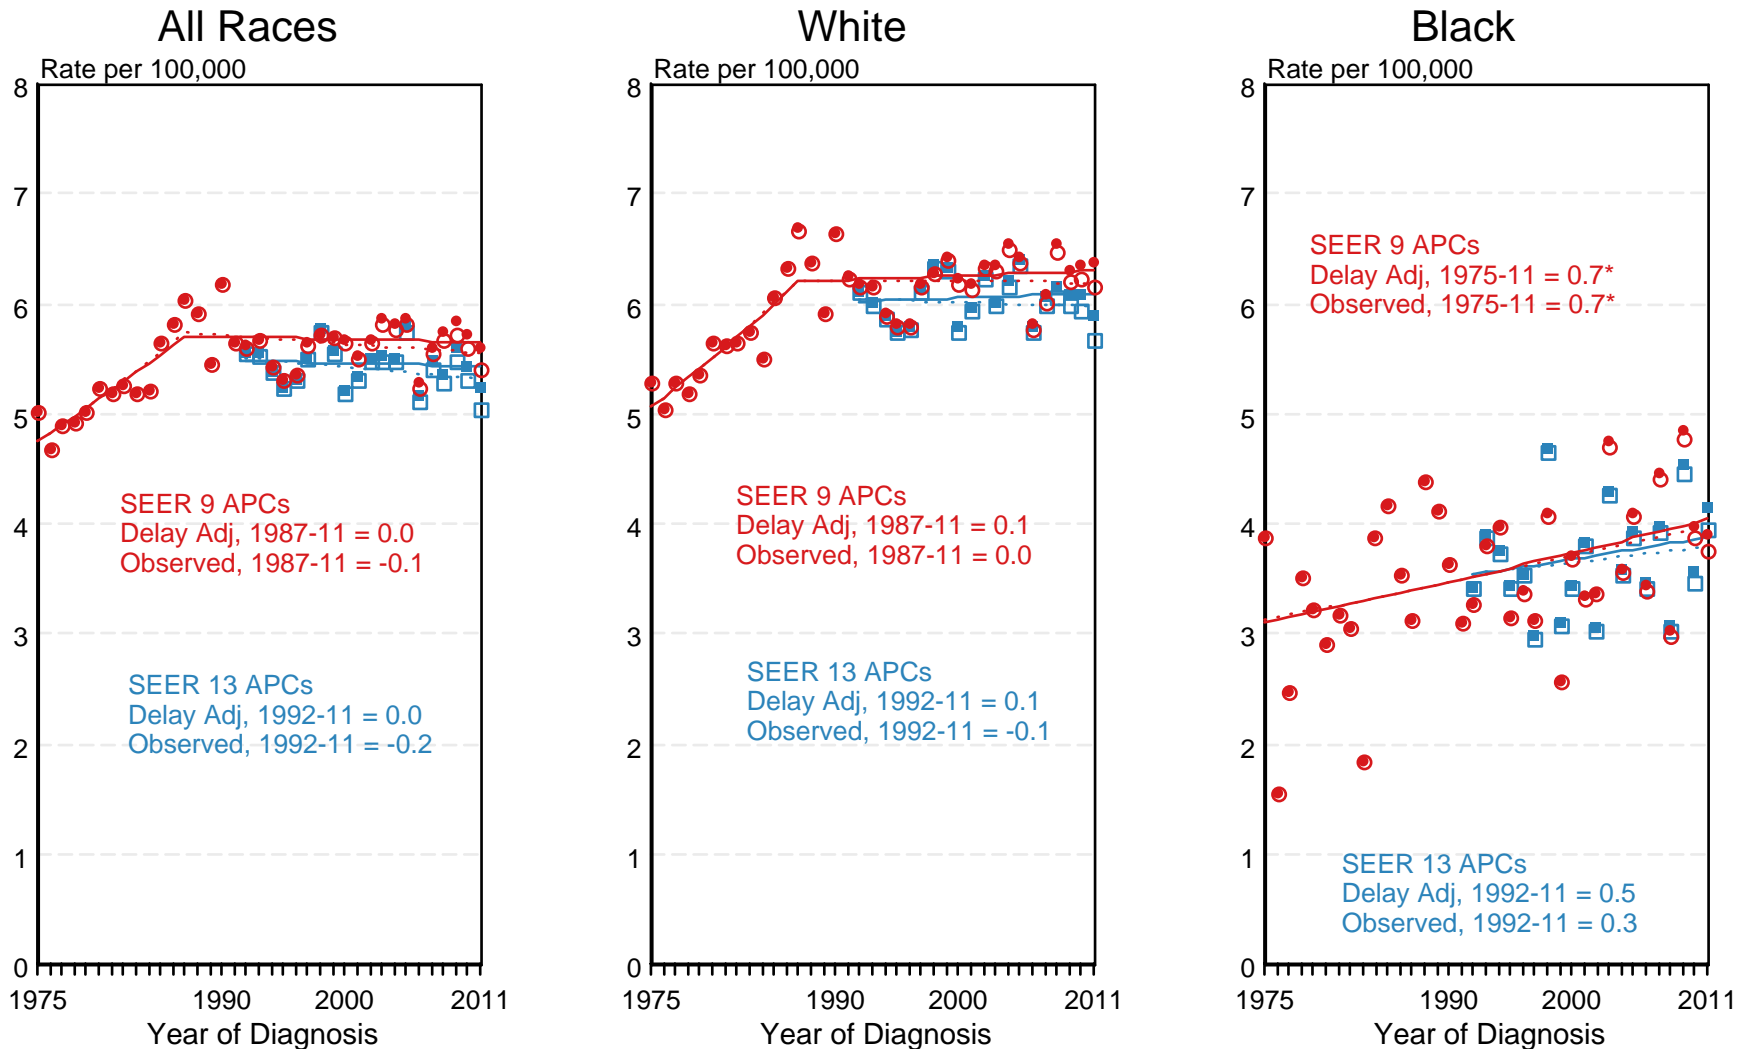 All Races
Rate per 100,000
8
7
6
5
4
3
2
1
0
SEER 9 APCs
Delay Adj, 1987-11 = 0.0
Observed, 1987-11 = -0.1
SEER 13 APCs
Delay Adj, 1992-11 = 0.0
Observed, 1992-11 = -0.2
1975 1990 2000 2011
Year of Diagnosis
White
Rate per 100,000
8
7
6
5
4
3
2
1
0
SEER 9 APCs
Delay Adj, 1987-11 = 0.1
Observed, 1987-11 = 0.0
SEER 13 APCs
Delay Adj, 1992-11 = 0.1
Observed, 1992-11 = -0.1
1975 1990 2000 2011
Year of Diagnosis
Black
Rate per 100,000
8
7
6
5
4
3
2
1
0
SEER 9 APCs
Delay Adj, 1975-11 = 0.7*
Observed, 1975-11 = 0.7*
SEER 13 APCs
Delay Adj, 1992-11 = 0.5
Observed, 1992-11 = 0.3
1975 1990 2000 2011
Year of Diagnosis